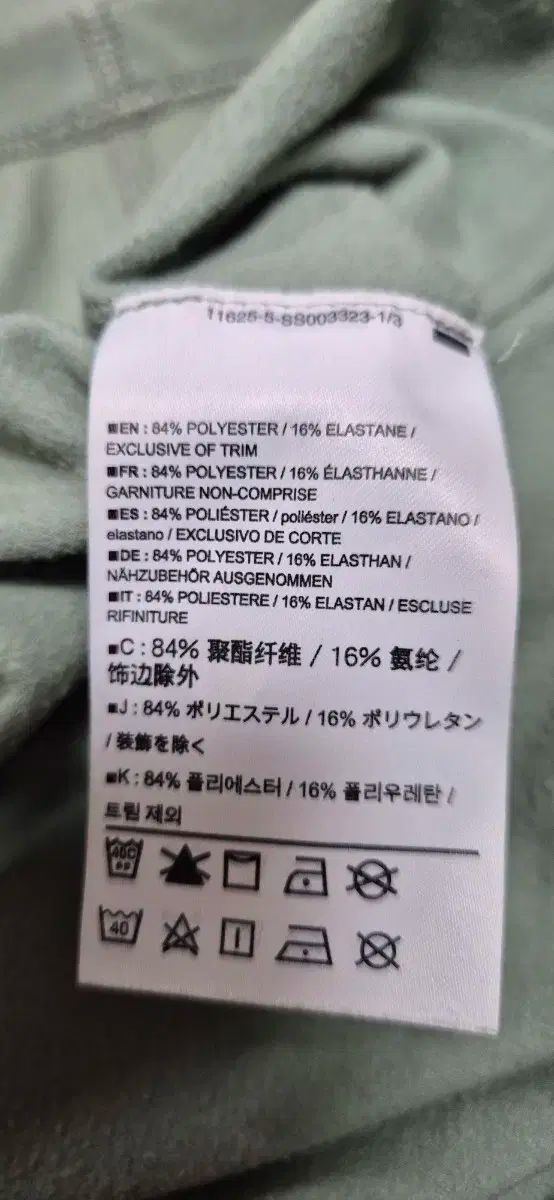 11625-5-SS003323-1/3
■EN : 84% POLYESTER / 16% ELASTANE /
EXCLUSIVE OF TRIM
■FR : 84% POLYESTER / 16% ÉLASTHANNE /
GARNITURE NON-COMPRISE
■ES : 84% POLIÉSTER / poliéster / 16% ELASTANO /
elastano / EXCLUSIVO DE CORTE
■DE : 84% POLYESTER / 16% ELASTHAN /
NÄHZUBEHÖR AUSGENOMMEN
■IT : 84% POLIESTERE / 16% ELASTAN / ESCLUSE
RIFINITURE
■C : 84% 聚酯纤维 / 16% 氨纶 /
饰边除外
■J : 84% ポリエステル / 16% ポリウレタン
/ 装飾を除く
■K : 84% 폴리에스터 / 16% 폴리우레탄 /
트림 제외
40C
40